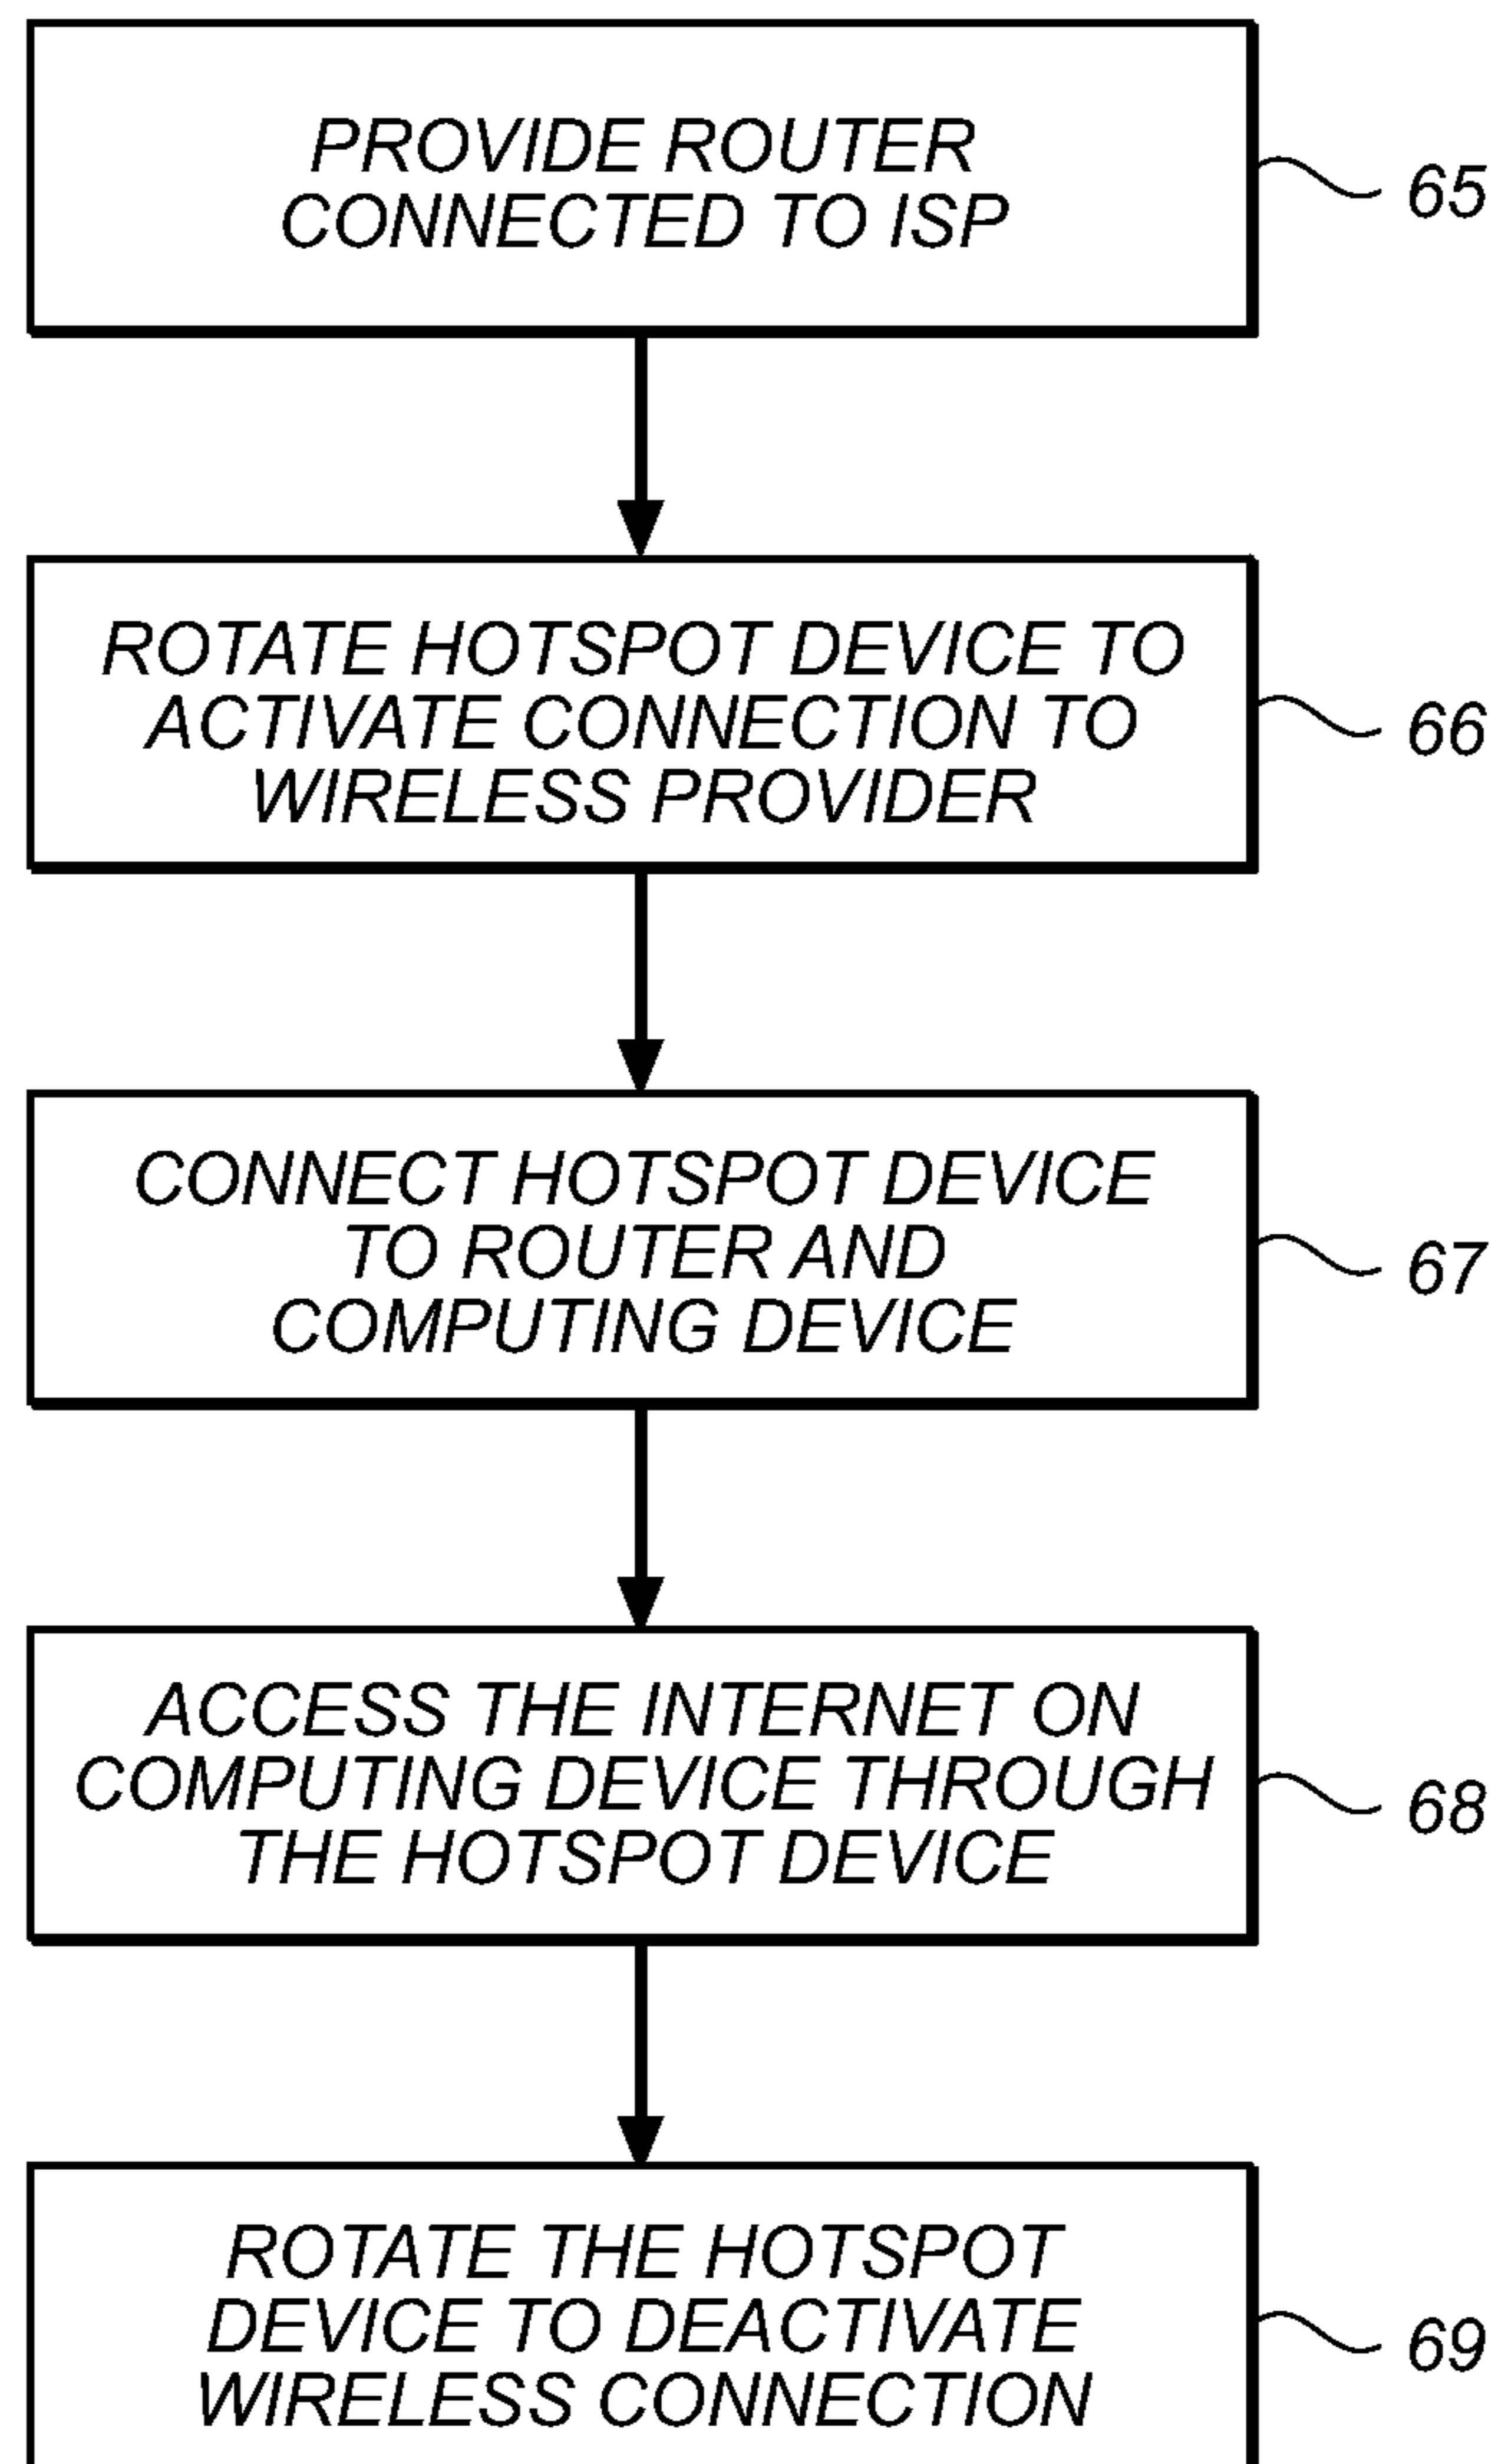 PROVIDE ROUTER
CONNECTED TO ISP
65
ROTATE HOTSPOT DEVICE TO
ACTIVATE CONNECTION TO
WIRELESS PROVIDER
66
CONNECT HOTSPOT DEVICE
TO ROUTER AND
COMPUTING DEVICE
67
ACCESS THE INTERNET ON
COMPUTING DEVICE THROUGH
THE HOTSPOT DEVICE
68
ROTATE THE HOTSPOT
DEVICE TO DEACTIVATE
WIRELESS CONNECTION
69